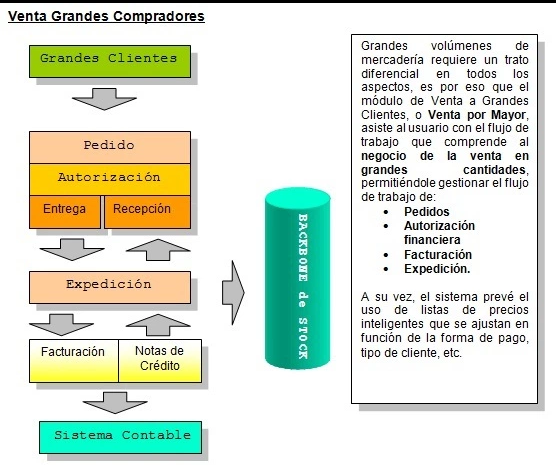 Venta Grandes Compradores
Grandes Clientes
Pedido
Autorización
Entrega
Recepción
Expedición
Facturación
Notas de
Crédito
Sistema Contable
BACKBONE de STOCK
Grandes volúmenes de
mercadería requiere un trato
diferencial en todos los
aspectos, es por eso que el
módulo de Venta a Grandes
Clientes, o Venta por Mayor,
asiste al usuario con el flujo de
trabajo que comprende al
negocio de la venta en
grandes cantidades,
permitiéndole gestionar el flujo
de trabajo de:
• Pedidos
• Autorización
financiera
• Facturación
• Expedición.
A su vez, el sistema prevé el
uso de listas de precios
inteligentes que se ajustan en
función de la forma de pago,
tipo de cliente, etc.